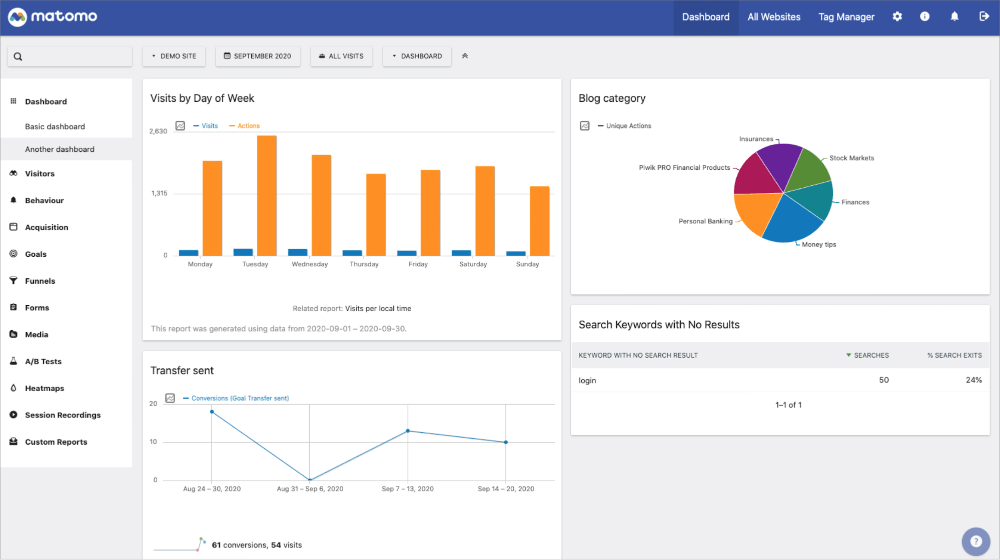 matomo
Dashboard
All Websites
Tag Manager
DEMO SITE
SEPTEMBER 2020
ALL VISITS
DASHBOARD
Dashboard
Basic dashboard
Another dashboard
Visitors
Behaviour
Acquisition
Goals
Funnels
Forms
Media
A/B Tests
Heatmaps
Session Recordings
Custom Reports
Visits by Day of Week
Visits
Actions
2,630
1,315
0
Monday
Tuesday
Wednesday
Thursday
Friday
Saturday
Sunday
Related report: Visits per local time
This report was generated using data from 2020-09-01 – 2020-09-30.
Transfer sent
Conversions (Goal Transfer sent)
20
10
0
Aug 24 – 30, 2020
Aug 31 – Sep 6, 2020
Sep 7 – 13, 2020
Sep 14 – 20, 2020
61 conversions, 54 visits
Blog category
Unique Actions
Insurances
Stock Markets
Piwik PRO Financial Products
Finances
Personal Banking
Money tips
Search Keywords with No Results
KEYWORD WITH NO SEARCH RESULT
SEARCHES
% SEARCH EXITS
login
50
24%
1–1 of 1
?